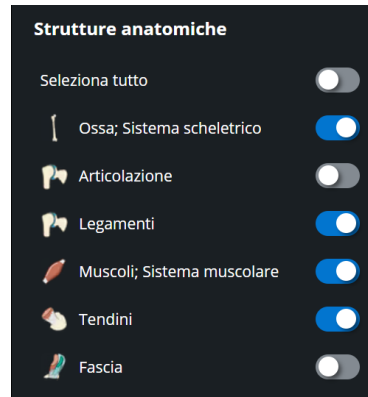 Strutture anatomiche
Seleziona tutto
Ossa; Sistema scheletrico
Articolazione
Legamenti
Muscoli; Sistema muscolare
Tendini
Fascia